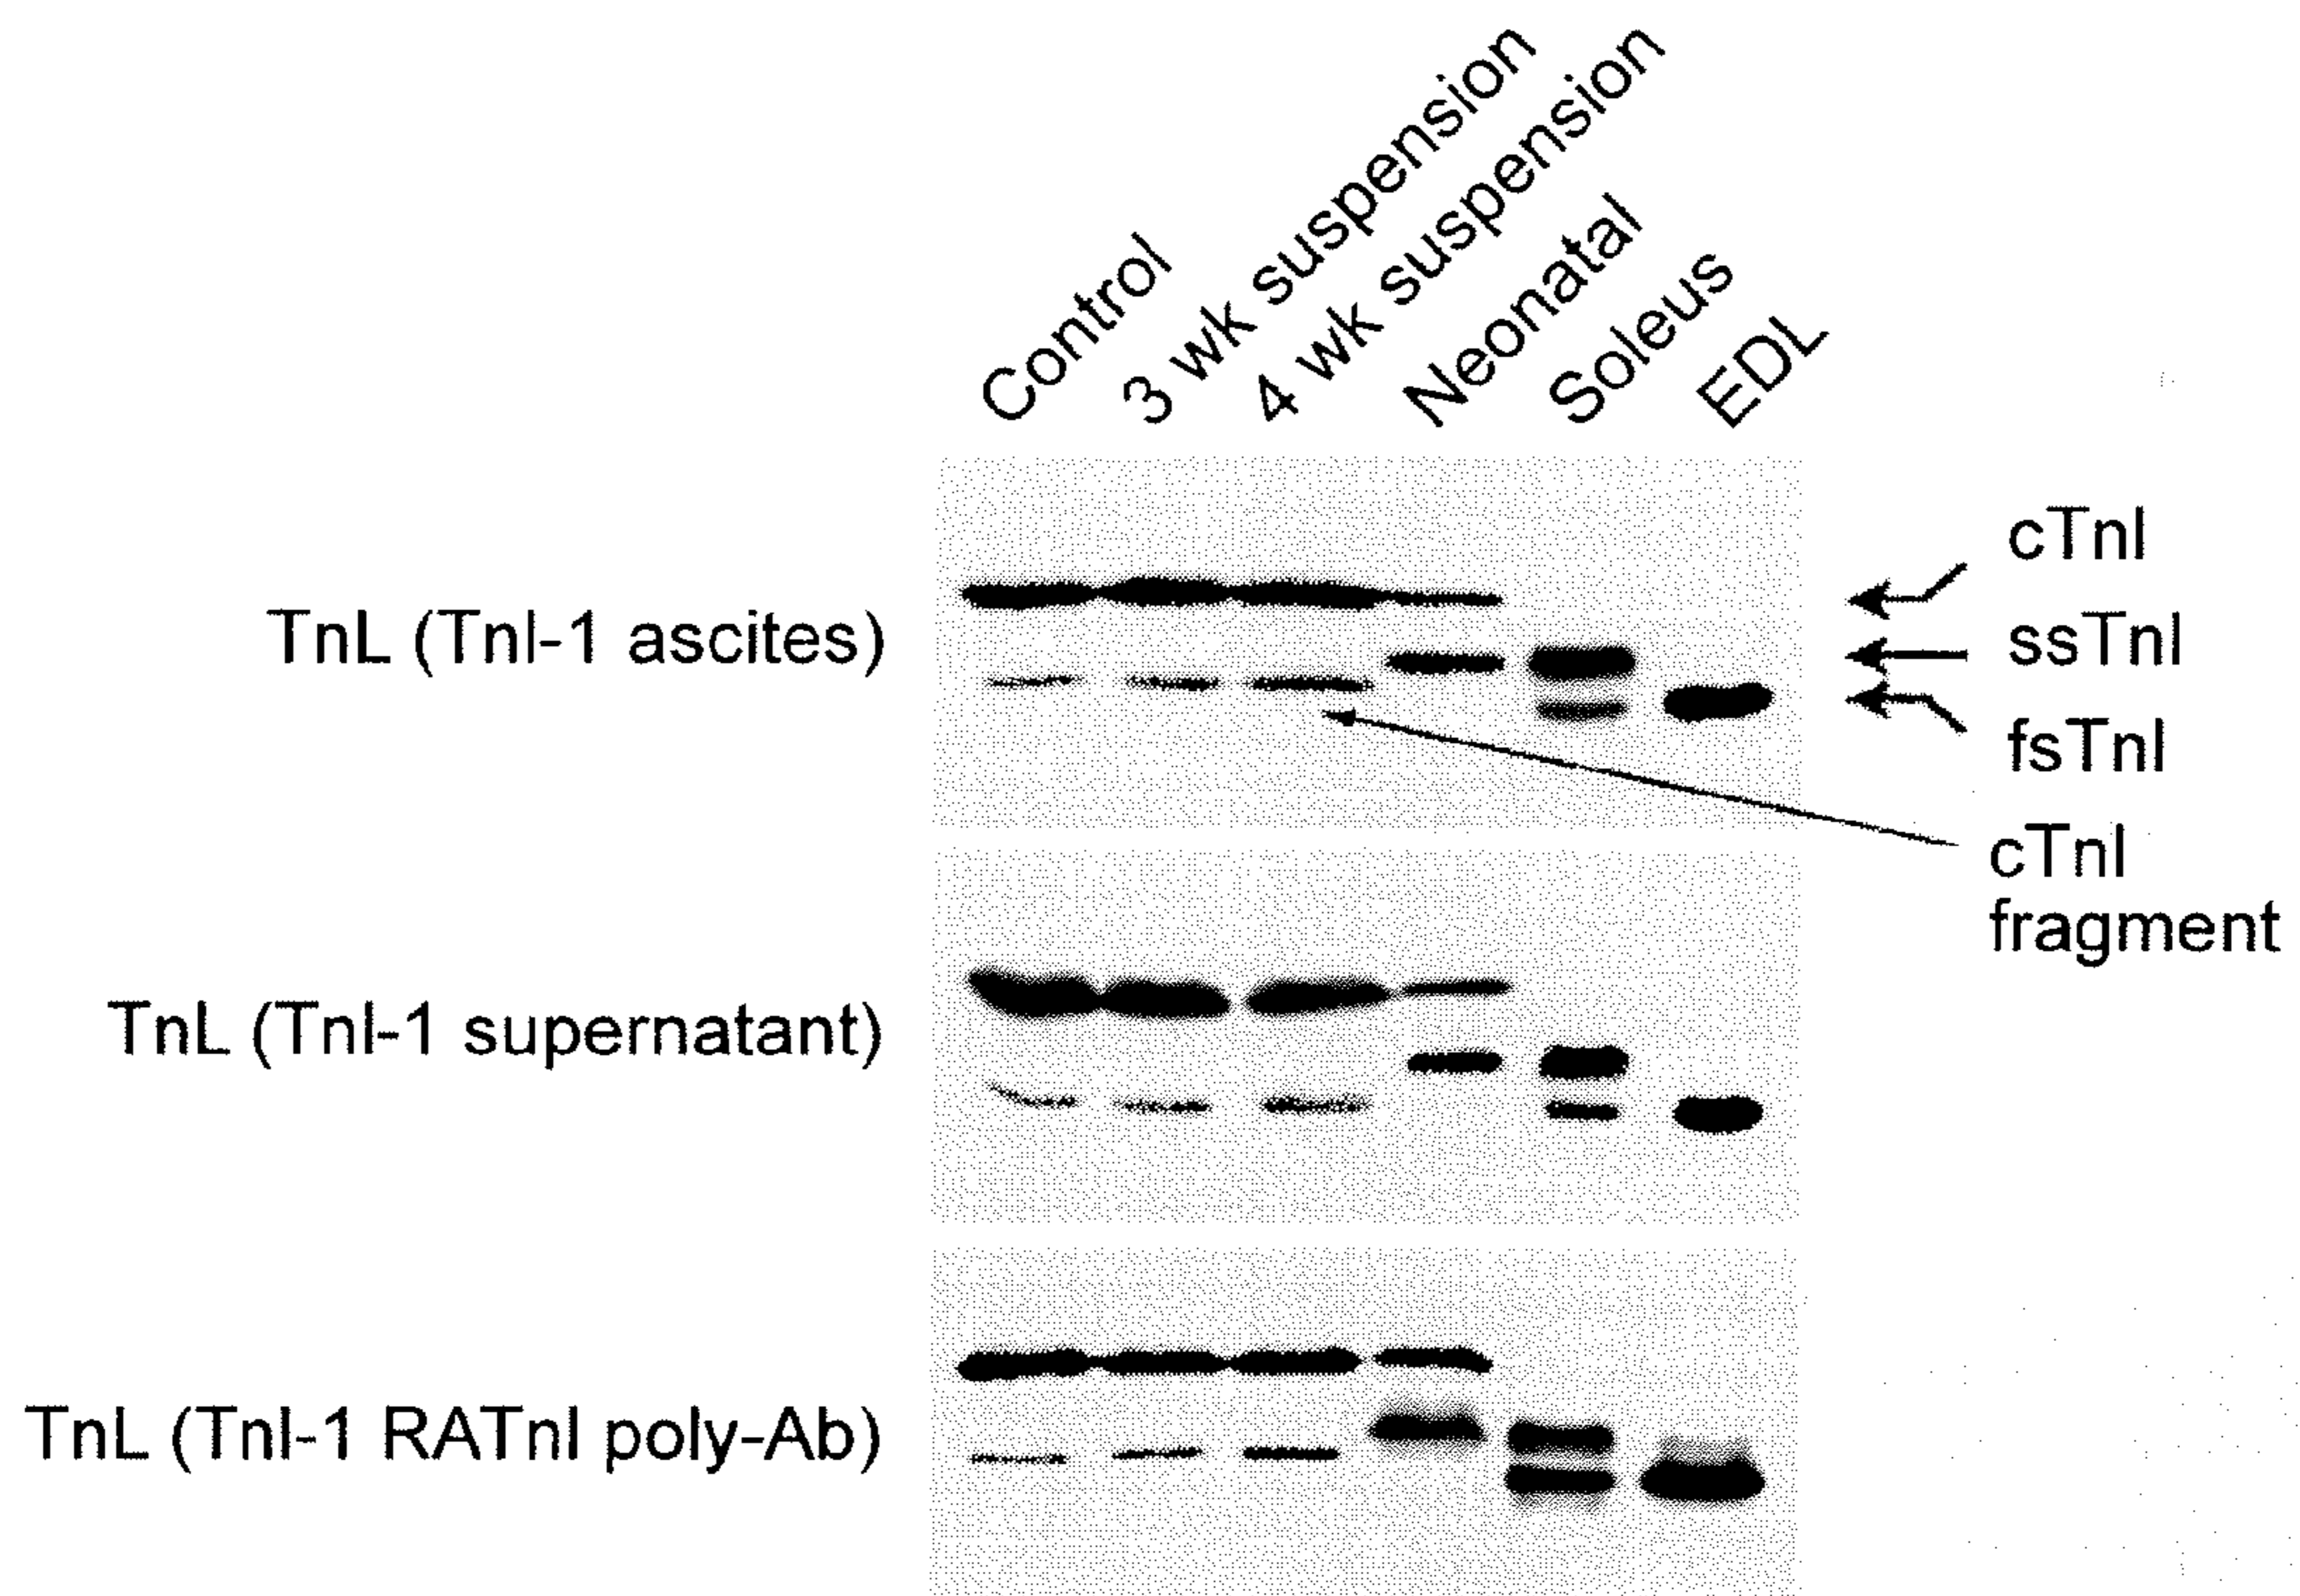 Control
3 wk suspension
4 wk suspension
Neonatal
Soleus
EDL
TnL (TnI-1 ascites)
cTnI
ssTnI
fsTnI
cTnI
fragment
TnL (TnI-1 supernatant)
TnL (TnI-1 RATnI poly-Ab)